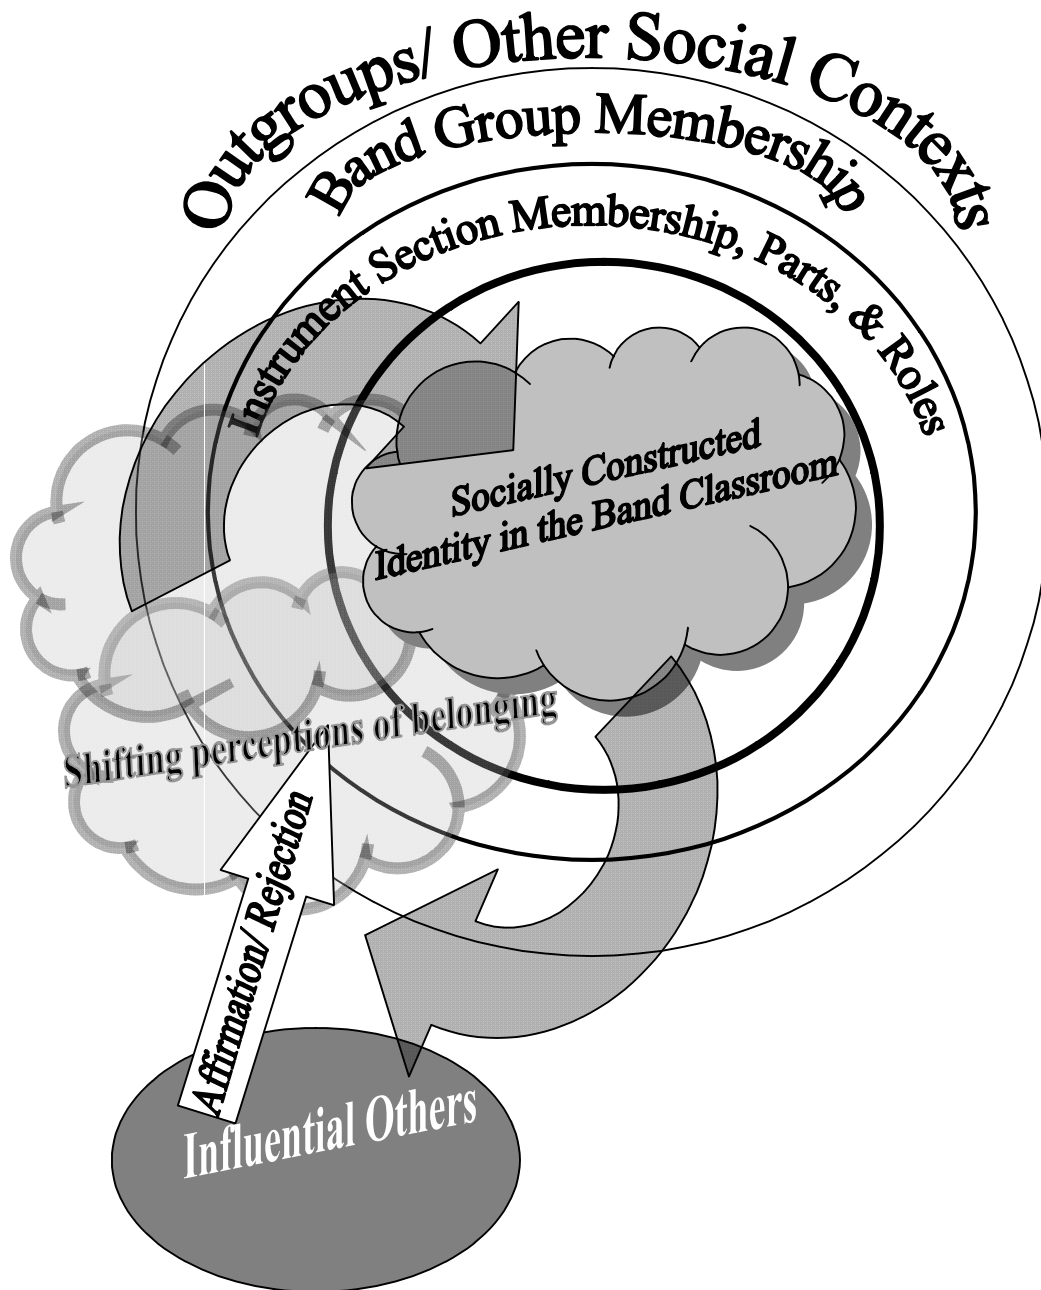 Outgroups/ Other Social Contexts
Band Group Membership
Instrument Section Membership, Parts, & Roles
Socially Constructed
Identity in the Band Classroom
Shifting perceptions of belonging
Affirmation/ Rejection
Influential Others